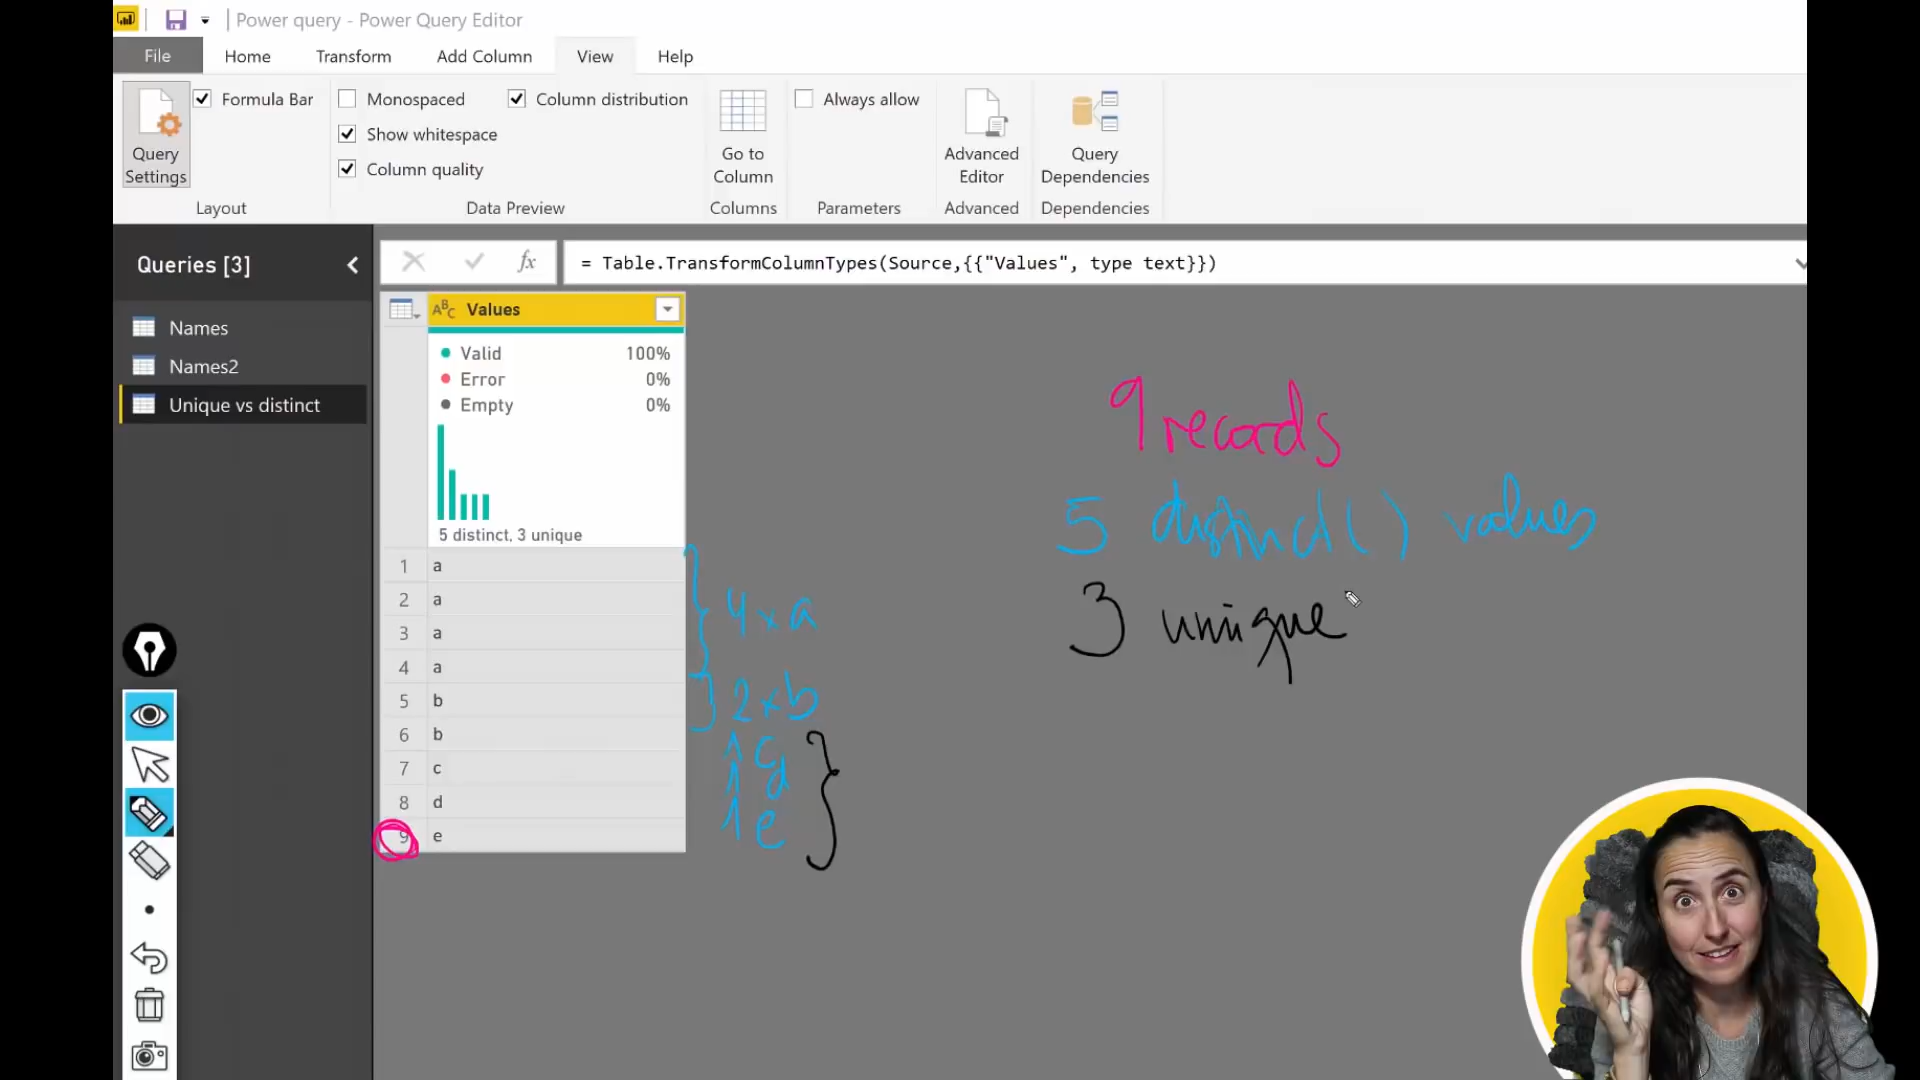 Power query - Power Query Editor
File Home Transform Add Column View Help
Formula Bar Monospaced Column distribution Always allow
Show whitespace
Column quality
Query Settings
Go to Column
Advanced Editor
Query Dependencies
Layout Data Preview Columns Parameters Advanced Dependencies
Queries [3]
fx = Table.TransformColumnTypes(Source,{{"Values", type text}})
Names
Names2
Unique vs distinct
ABC Values
Valid 100%
Error 0%
Empty 0%
5 distinct, 3 unique
1 a
2 a
3 a
4 a
5 b
6 b
7 c
8 d
9 e
4 x a
2 x b
1 c
1 d
1 e
9 records
5 distinct() values
3 unique